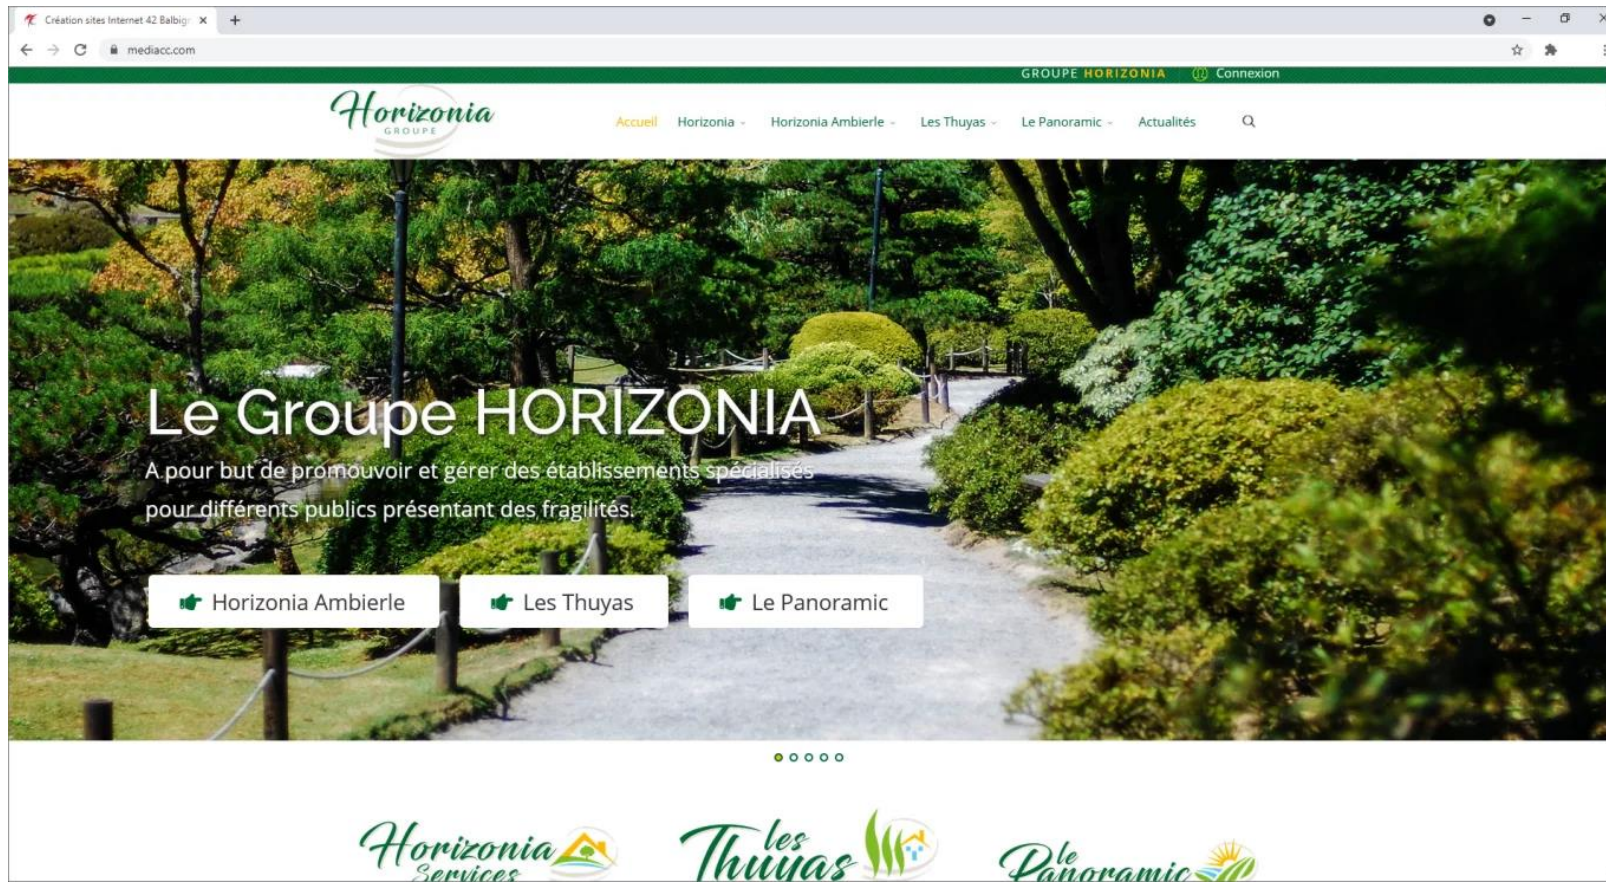 Création sites Internet 42 Balbig
mediacc.com
GROUPE HORIZONIA Connexion
Horizonia
GROUPE
Accueil Horizonia Horizonia Ambierle Les Thuyas Le Panoramic Actualités
Le Groupe HORIZONIA
A pour but de promouvoir et gérer des établissements spécialisés
pour différents publics présentant des fragilités.
Horizonia Ambierle Les Thuyas Le Panoramic
Horizonia
Services
les
Thuyas
le
Panoramic